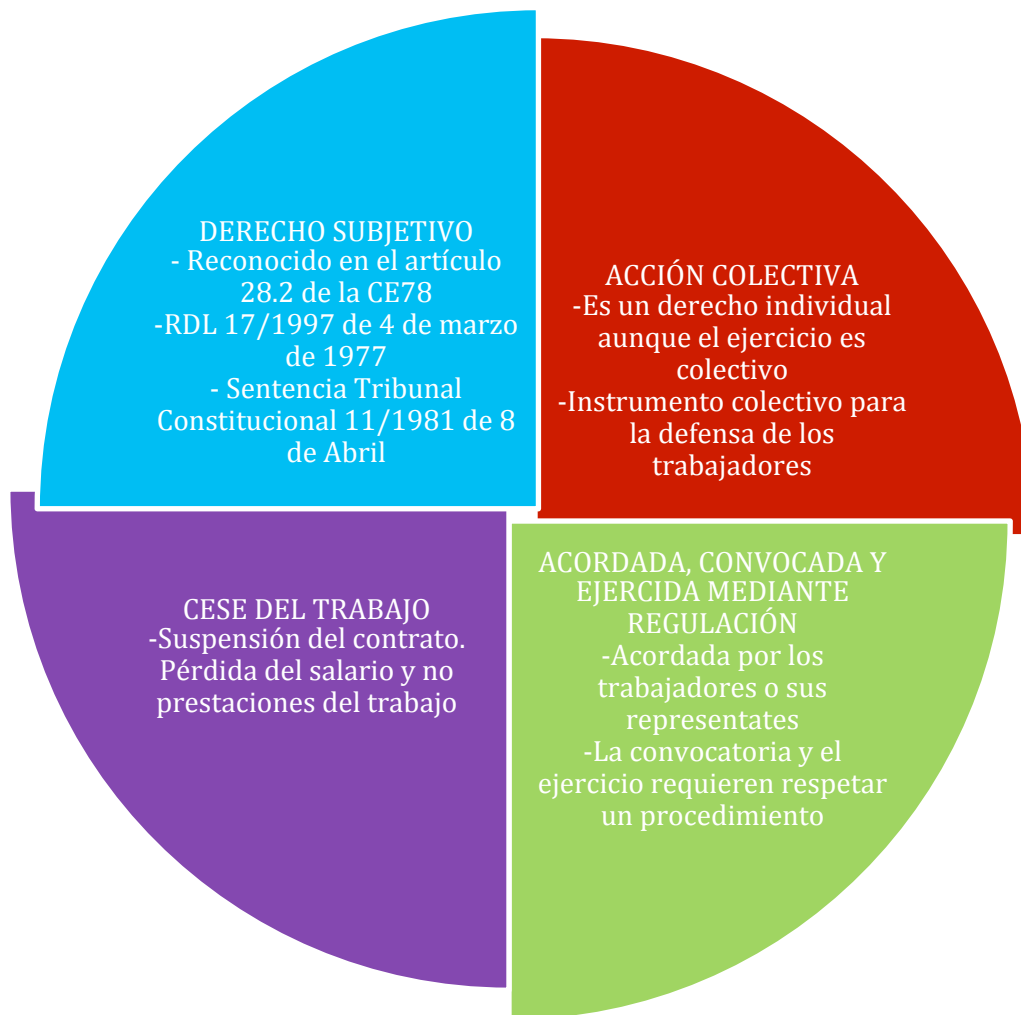 DERECHO SUBJETIVO
- Reconocido en el artículo
28.2 de la CE78
-RDL 17/1997 de 4 de marzo
de 1977
- Sentencia Tribunal
Constitucional 11/1981 de 8
de Abril
ACCIÓN COLECTIVA
-Es un derecho individual
aunque el ejercicio es
colectivo
-Instrumento colectivo para
la defensa de los
trabajadores
CESE DEL TRABAJO
-Suspensión del contrato.
Pérdida del salario y no
prestaciones del trabajo
ACORDADA, CONVOCADA Y
EJERCIDA MEDIANTE
REGULACIÓN
-Acordada por los
trabajadores o sus
representates
-La convocatoria y el
ejercicio requieren respetar
un procedimiento